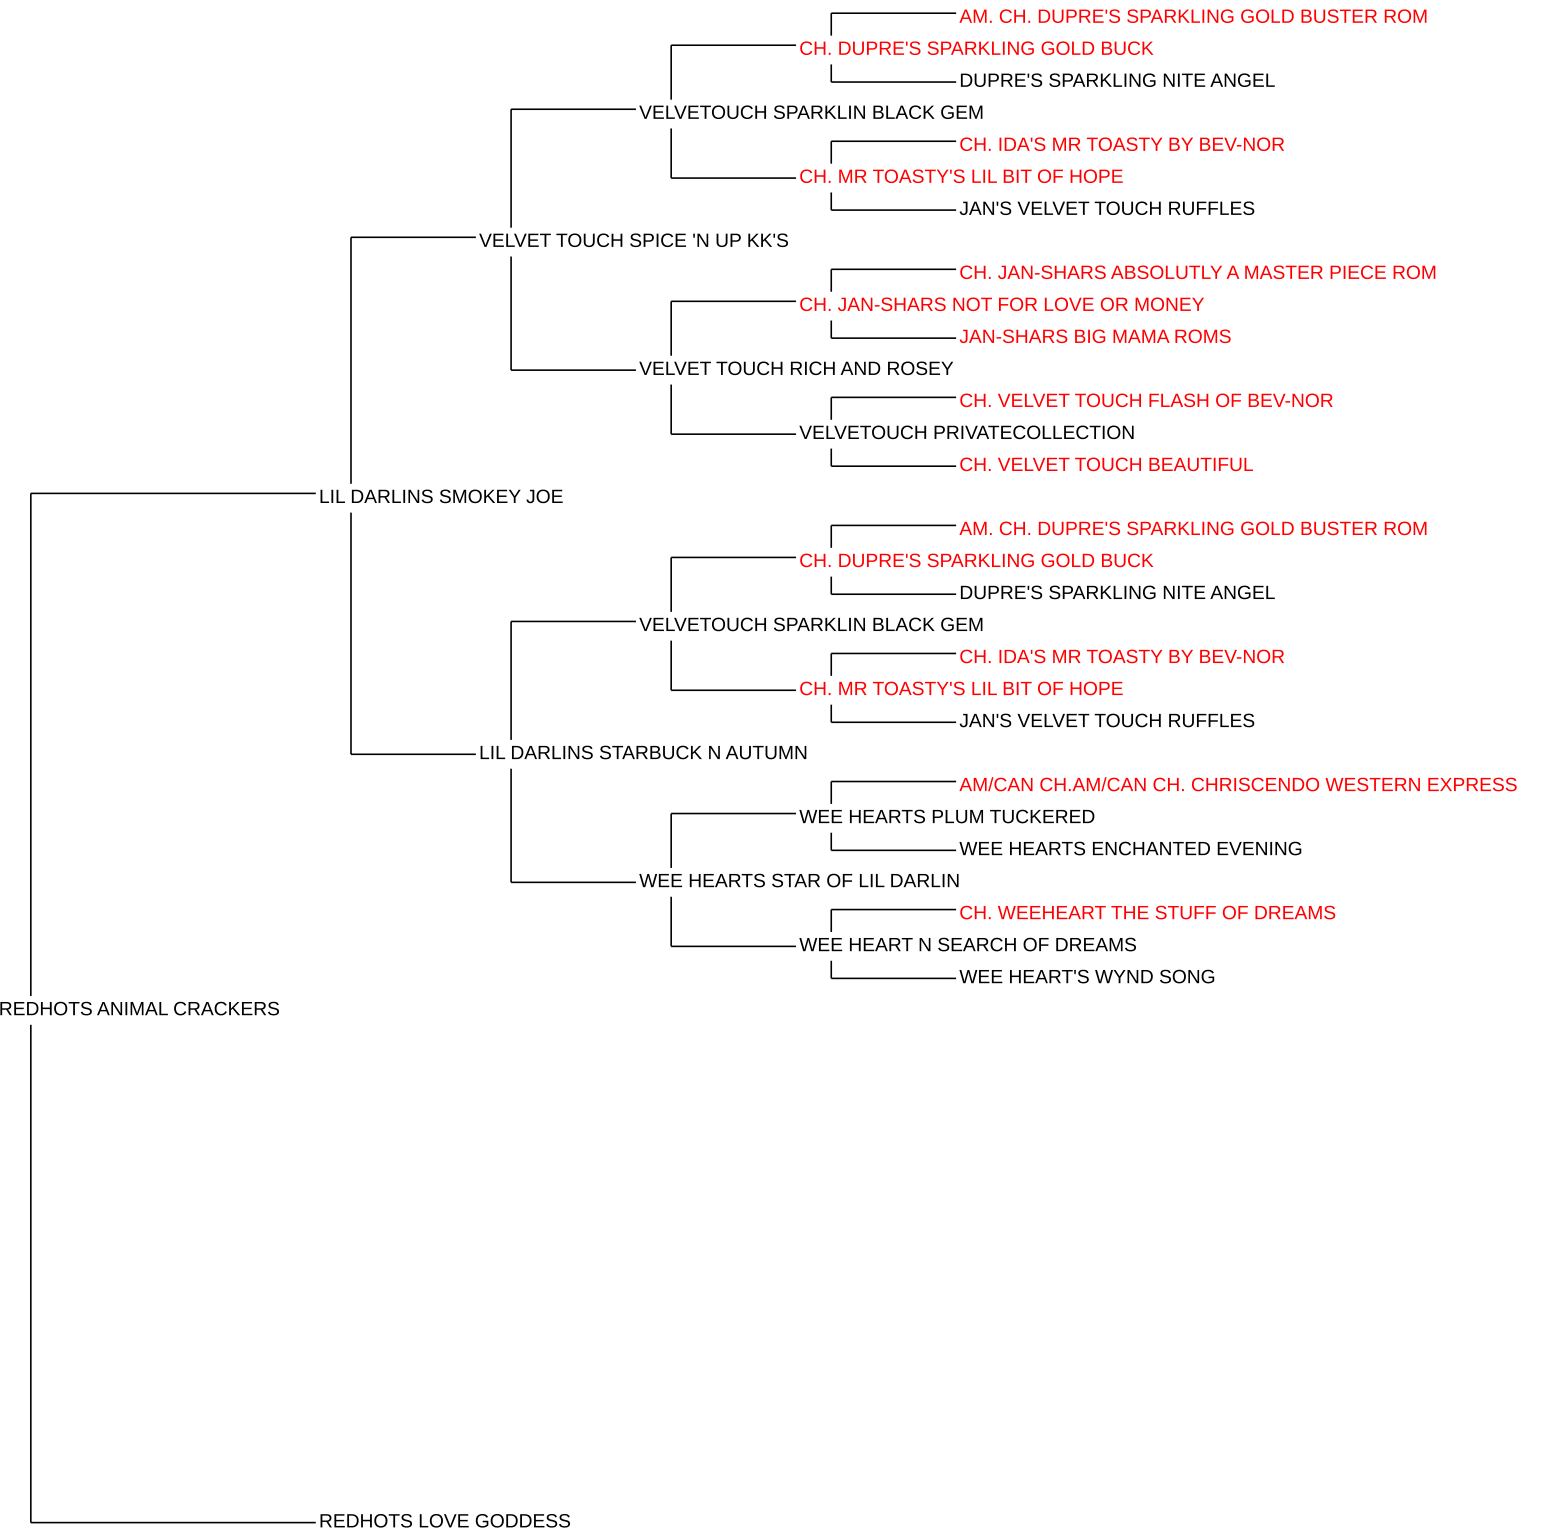 AM. CH. DUPRE'S SPARKLING GOLD BUSTER ROM
CH. DUPRE'S SPARKLING GOLD BUCK
DUPRE'S SPARKLING NITE ANGEL
VELVETOUCH SPARKLIN BLACK GEM
CH. IDA'S MR TOASTY BY BEV-NOR
CH. MR TOASTY'S LIL BIT OF HOPE
JAN'S VELVET TOUCH RUFFLES
VELVET TOUCH SPICE 'N UP KK'S
CH. JAN-SHARS ABSOLUTLY A MASTER PIECE ROM
CH. JAN-SHARS NOT FOR LOVE OR MONEY
JAN-SHARS BIG MAMA ROMS
VELVET TOUCH RICH AND ROSEY
CH. VELVET TOUCH FLASH OF BEV-NOR
VELVETOUCH PRIVATECOLLECTION
CH. VELVET TOUCH BEAUTIFUL
LIL DARLINS SMOKEY JOE
AM. CH. DUPRE'S SPARKLING GOLD BUSTER ROM
CH. DUPRE'S SPARKLING GOLD BUCK
DUPRE'S SPARKLING NITE ANGEL
VELVETOUCH SPARKLIN BLACK GEM
CH. IDA'S MR TOASTY BY BEV-NOR
CH. MR TOASTY'S LIL BIT OF HOPE
JAN'S VELVET TOUCH RUFFLES
LIL DARLINS STARBUCK N AUTUMN
AM/CAN CH.AM/CAN CH. CHRISCENDO WESTERN EXPRESS
WEE HEARTS PLUM TUCKERED
WEE HEARTS ENCHANTED EVENING
WEE HEARTS STAR OF LIL DARLIN
CH. WEEHEART THE STUFF OF DREAMS
WEE HEART N SEARCH OF DREAMS
WEE HEART'S WYND SONG
REDHOTS ANIMAL CRACKERS
REDHOTS LOVE GODDESS